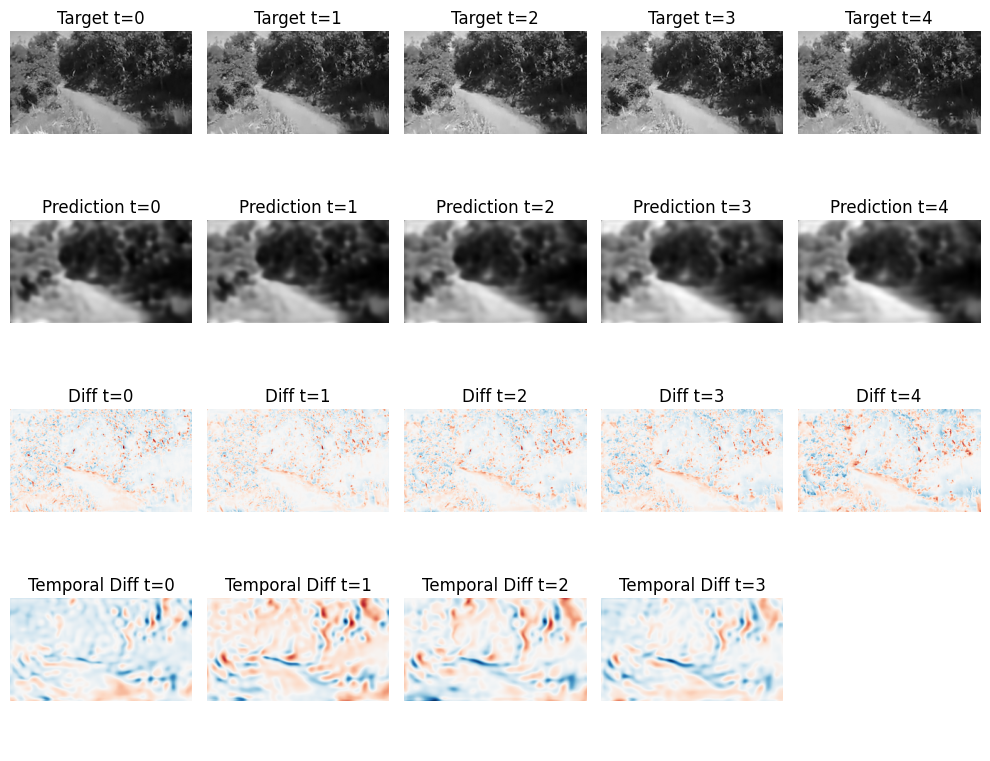 Target t=0 Target t=1 Target t=2 Target t=3 Target t=4
Prediction t=0 Prediction t=1 Prediction t=2 Prediction t=3 Prediction t=4
Diff t=0 Diff t=1 Diff t=2 Diff t=3 Diff t=4
Temporal Diff t=0 Temporal Diff t=1 Temporal Diff t=2 Temporal Diff t=3